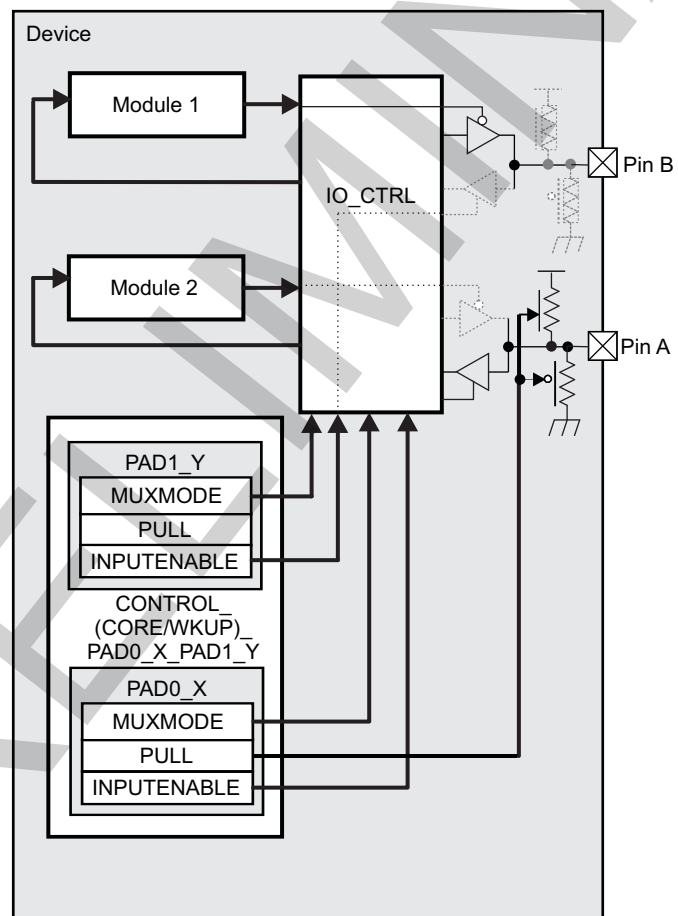 Device
Module 1
IO_CTRL
Pin B
Module 2
Pin A
PAD1_Y
MUXMODE
PULL
INPUTENABLE
CONTROL_
(CORE/WKUP)_
PAD0_X_PAD1_Y
PAD0_X
MUXMODE
PULL
INPUTENABLE